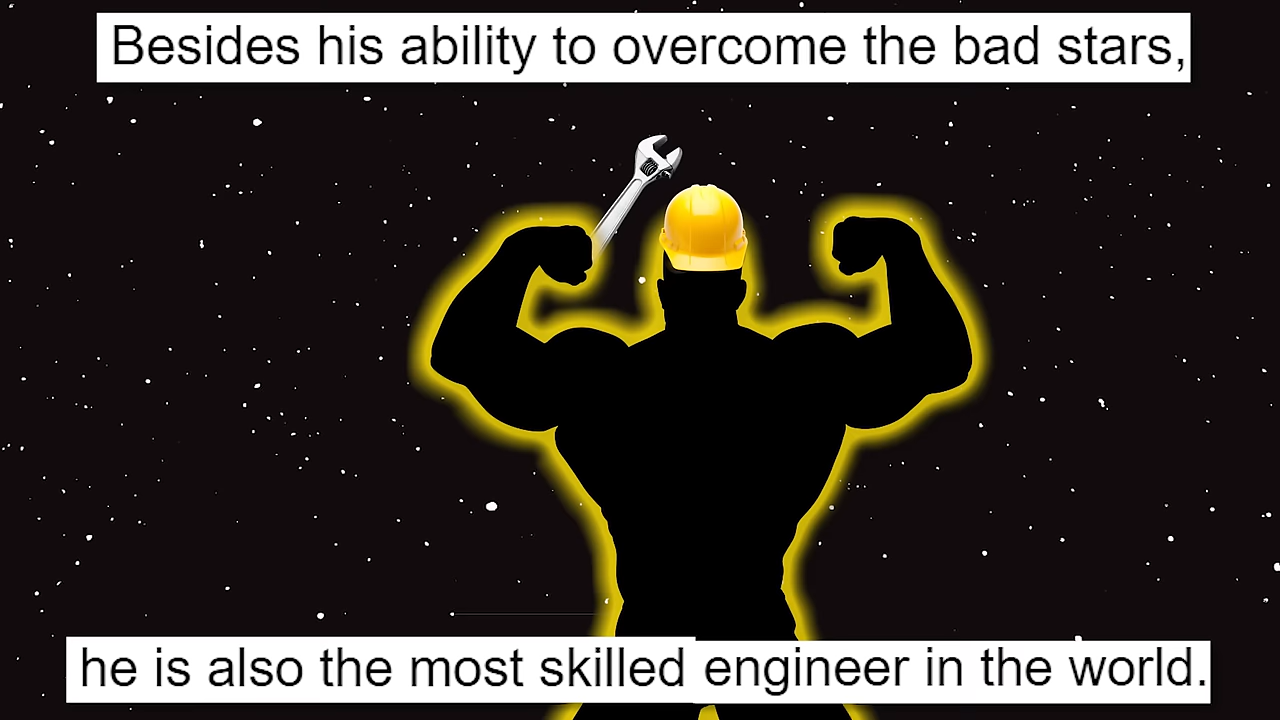 Besides his ability to overcome the bad stars,
he is also the most skilled engineer in the world.